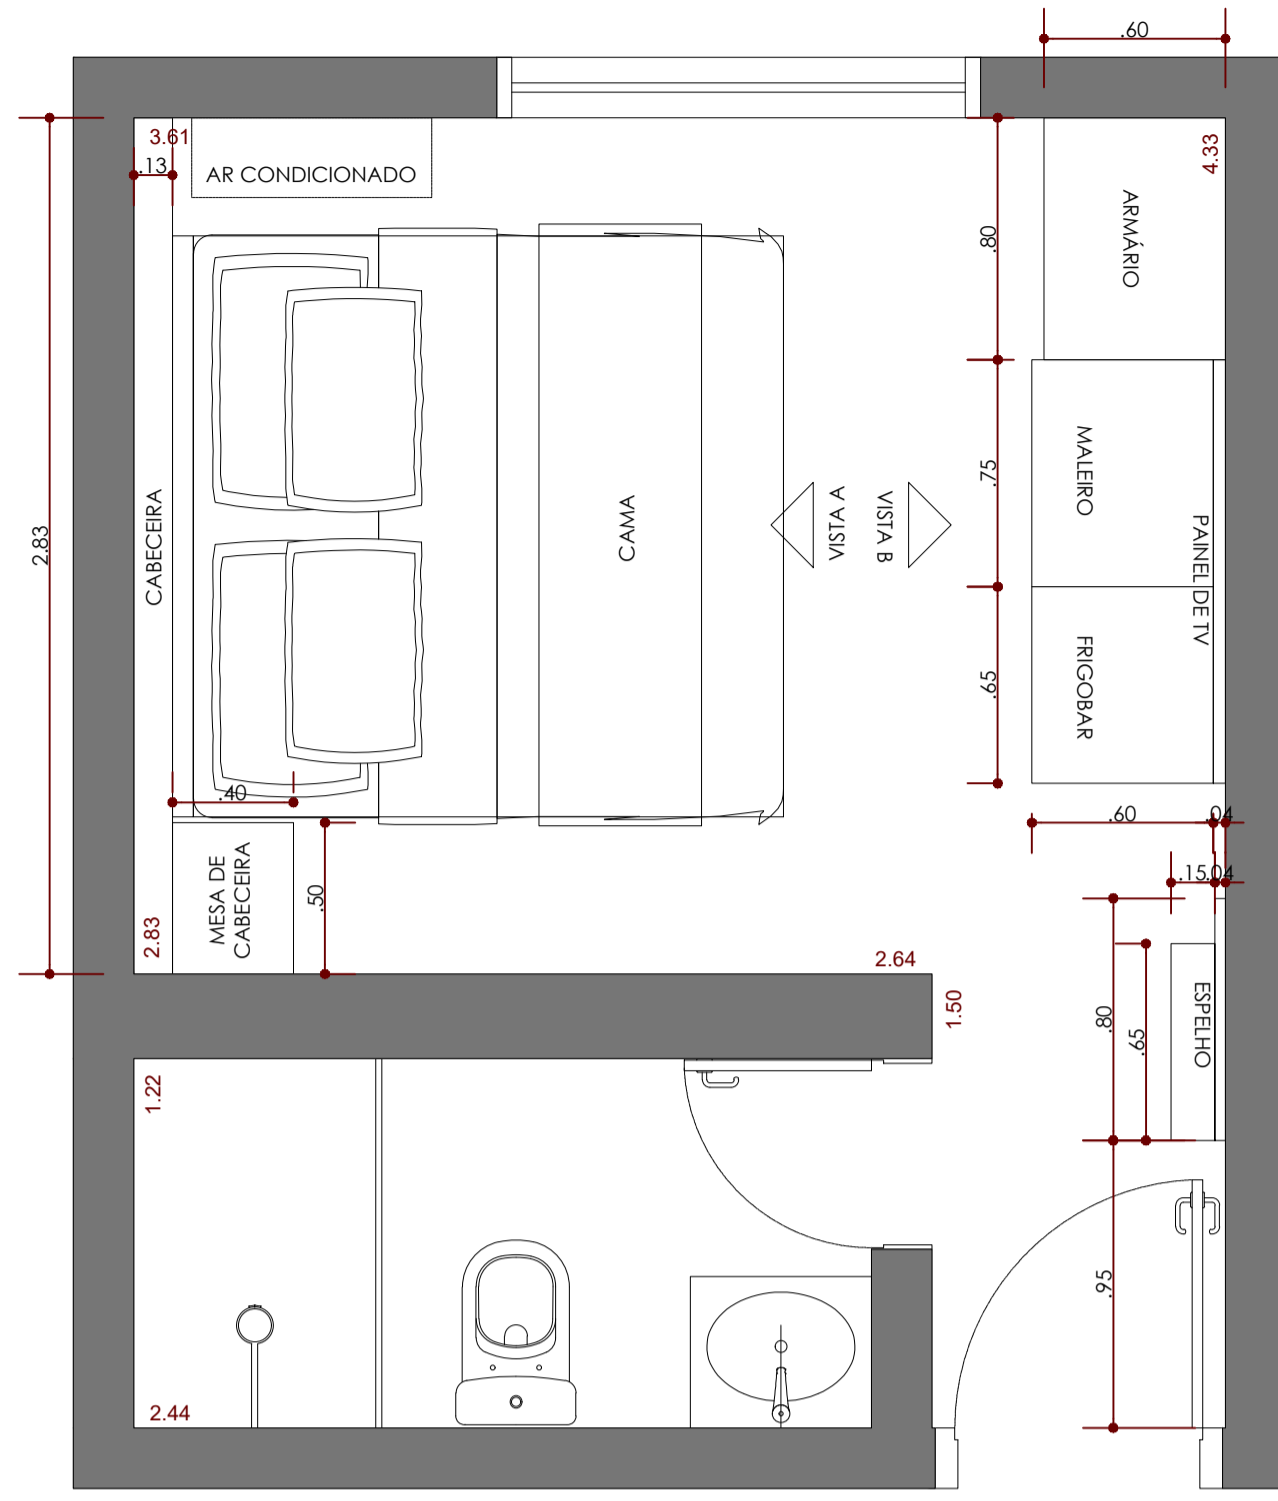 .60
3.61
.13
AR CONDICIONADO
4.33
ARMÁRIO
.80
2.83
CABECEIRA
CAMA
VISTA A
VISTA B
.75
MALEIRO
PAINEL DE TV
.65
FRIGOBAR
.40
.60
.04
MESA DE
CABECEIRA
.50
2.83
.15
.04
2.64
1.50
.80
.65
ESPELHO
1.22
.95
2.44